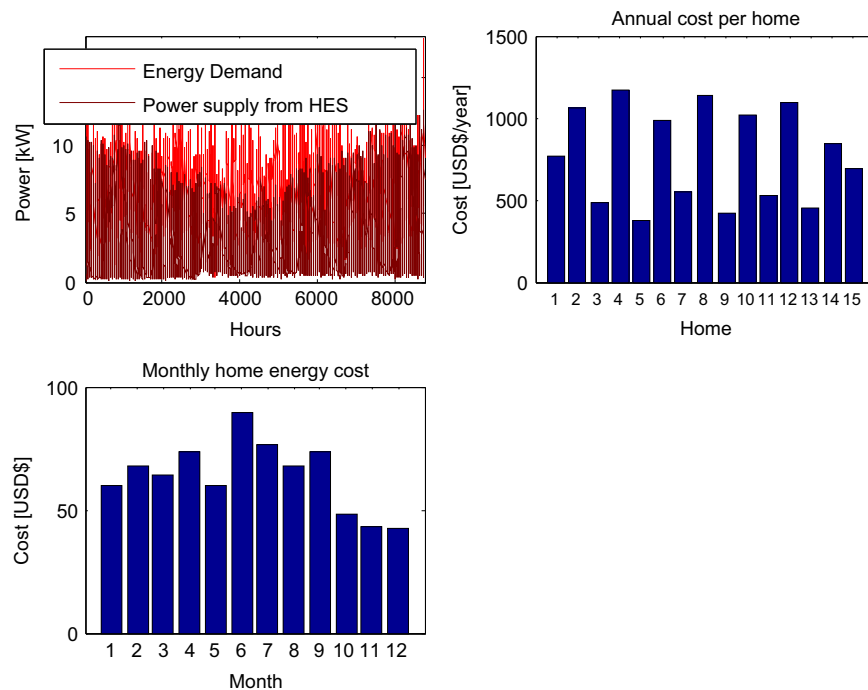 Energy Demand
Power supply from HES
10
5
0
Power [kW]
0 2000 4000 6000 8000
Hours
Annual cost per home
1500
1000
500
0
Cost [USD$/year]
1 2 3 4 5 6 7 8 9 10 11 12 13 14 15
Home
Monthly home energy cost
100
50
0
Cost [USD$]
1 2 3 4 5 6 7 8 9 10 11 12
Month